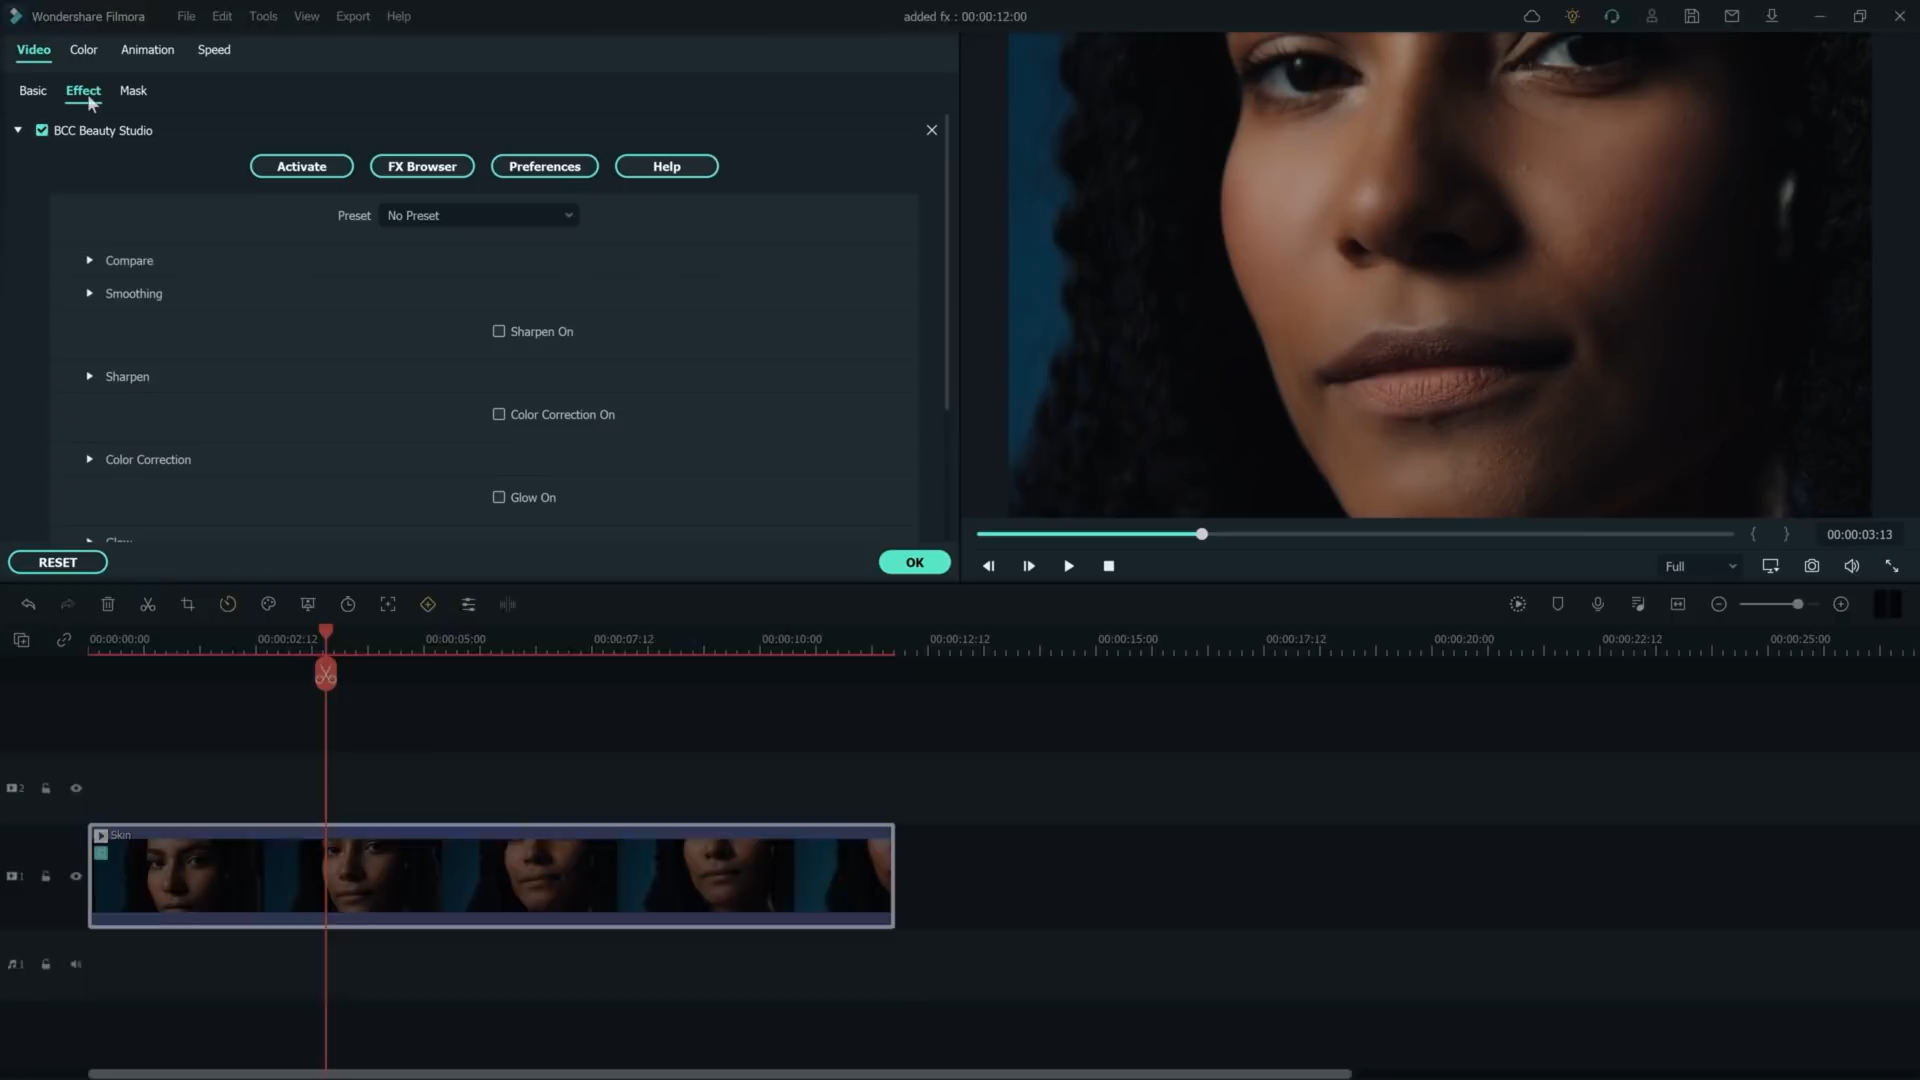 Wondershare Filmora File Edit Tools View Export Help added fx : 00:00:12:00
Video Color Animation Speed
Basic Effect Mask
BCC Beauty Studio
Activate FX Browser Preferences Help
Preset No Preset
Compare
Smoothing
Sharpen On
Sharpen
Color Correction On
Color Correction
Glow On
Glow
RESET OK
00:00:03:13
Full
00:00:00:00 00:00:02:12 00:00:05:00 00:00:07:12 00:00:10:00 00:00:12:12 00:00:15:00 00:00:17:12 00:00:20:00 00:00:22:12 00:00:25:00
2
Skin
1
1